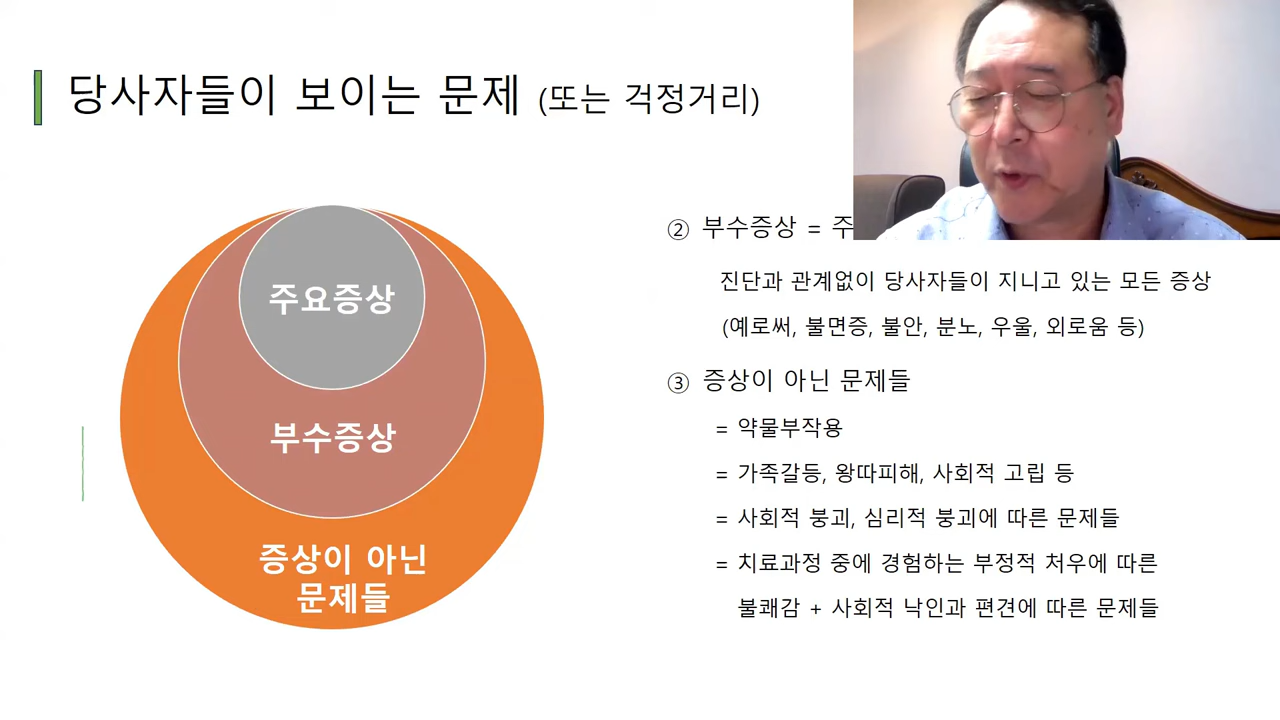 당사자들이 보이는 문제 (또는 걱정거리)
주요증상
부수증상
증상이 아닌
문제들
② 부수증상 = 주
진단과 관계없이 당사자들이 지니고 있는 모든 증상
(예로써, 불면증, 불안, 분노, 우울, 외로움 등)
③ 증상이 아닌 문제들
= 약물부작용
= 가족갈등, 왕따피해, 사회적 고립 등
= 사회적 붕괴, 심리적 붕괴에 따른 문제들
= 치료과정 중에 경험하는 부정적 처우에 따른
불쾌감 + 사회적 낙인과 편견에 따른 문제들